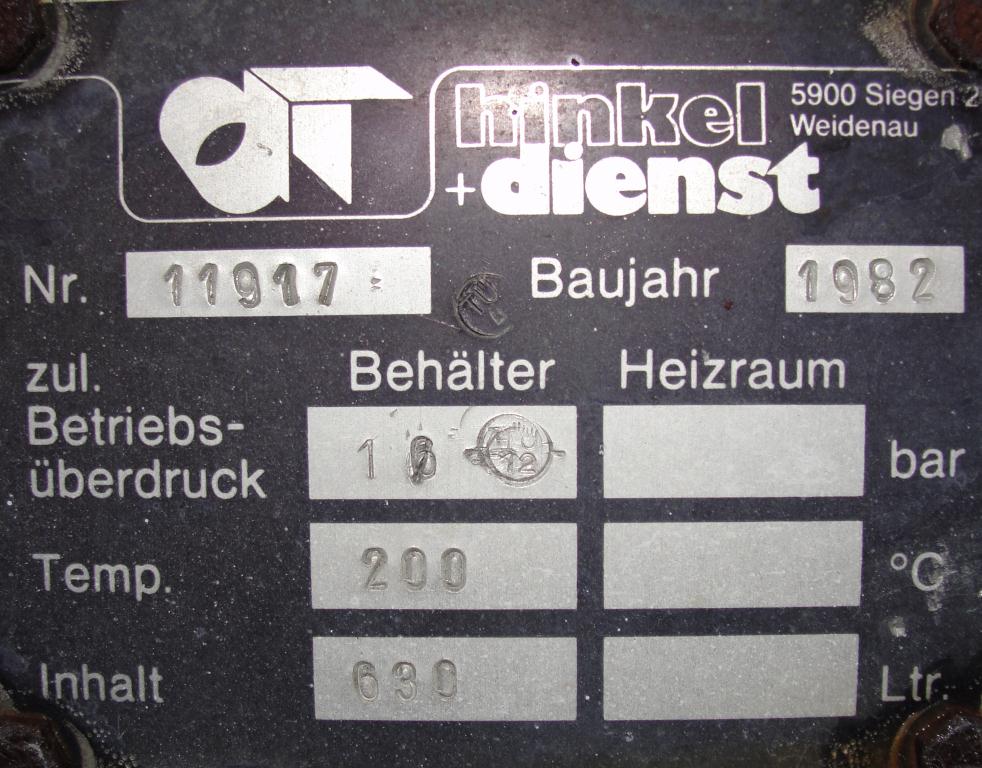 hinkel
+dienst
5900 Siegen 2
Weidenau
Nr. 11917
Baujahr 1982
Behälter Heizraum
zul.
Betriebs-
überdruck 16 bar
Temp. 200 °C
Inhalt 630 Ltr.